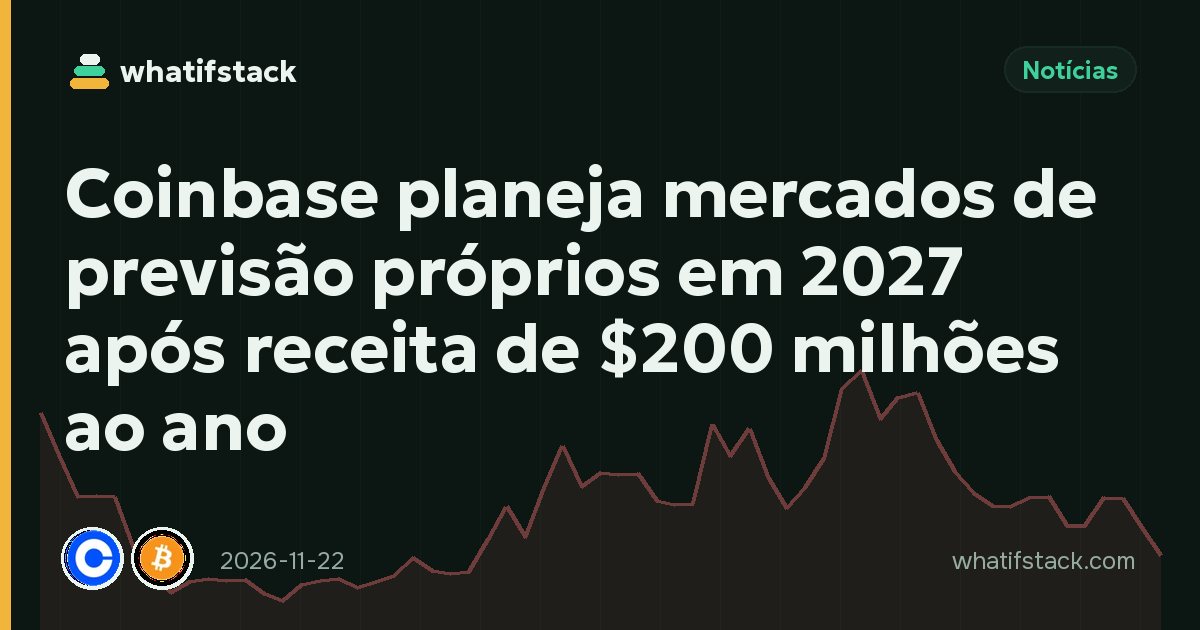 whatifstack
Notícias
Coinbase planeja mercados de
previsão próprios em 2027
após receita de $200 milhões
ao ano
2026-11-22
whatifstack.com